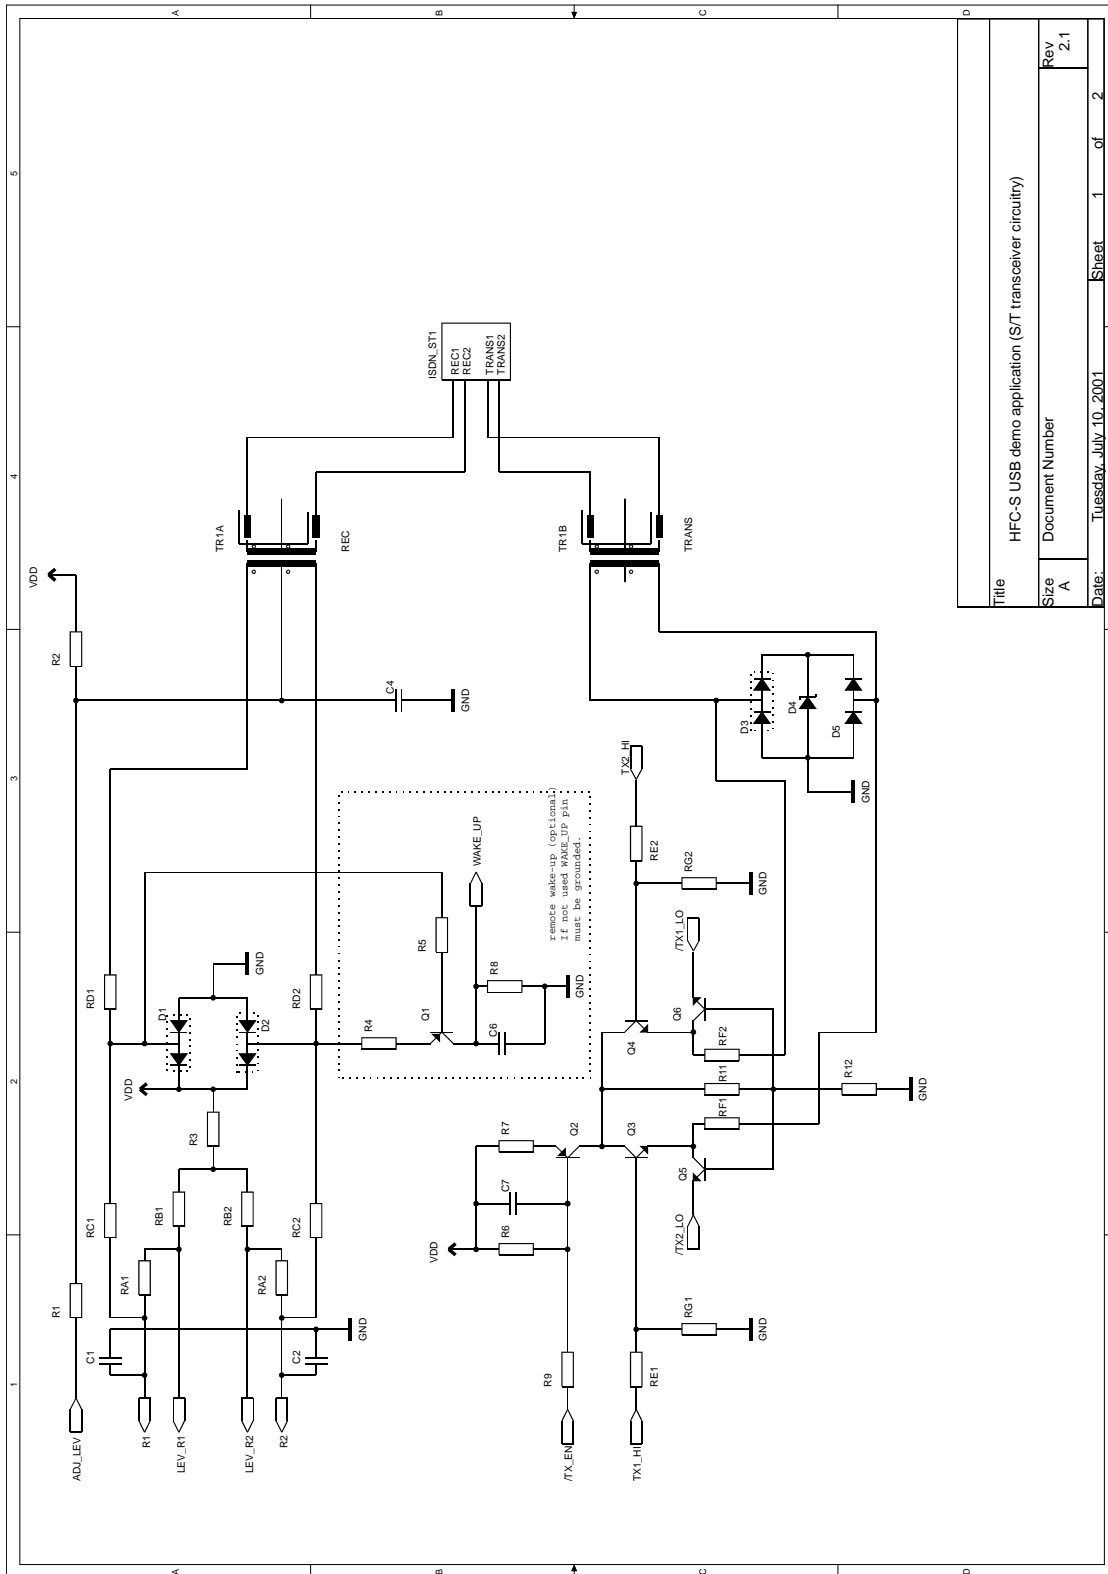 1
2
3
4
5
A
B
C
D
A
B
C
D
VDD
R2
R1
ADJ_LEV
C4
GND
RD1
RC1
RA1
C1
R1
LEV_R1
LEV_R2
R2
C2
GND
RB1
RB2
RA2
RC2
R3
VDD
D1
D2
GND
RD2
TR1A
REC
ISDN_ST1
REC1
REC2
TRANS1
TRANS2
TR1B
TRANS
R4
Q1
R5
WAKE_UP
R8
C6
GND
remote wake-up (optional)
If not used WAKE_UP pin
must be grounded.
VDD
R6
C7
R7
Q2
R9
/TX_EN
TX1_HI
RE1
RG1
GND
Q3
Q4
Q5
Q6
/TX2_LO
/TX1_LO
RF1
R11
RF2
R12
GND
TX2_HI
RE2
RG2
GND
D3
D4
D5
GND
Title
HFC-S USB demo application (S/T transceiver circuitry)
Size
A
Document Number
Rev
2.1
Date:
Tuesday, July 10, 2001
Sheet
1
of
2